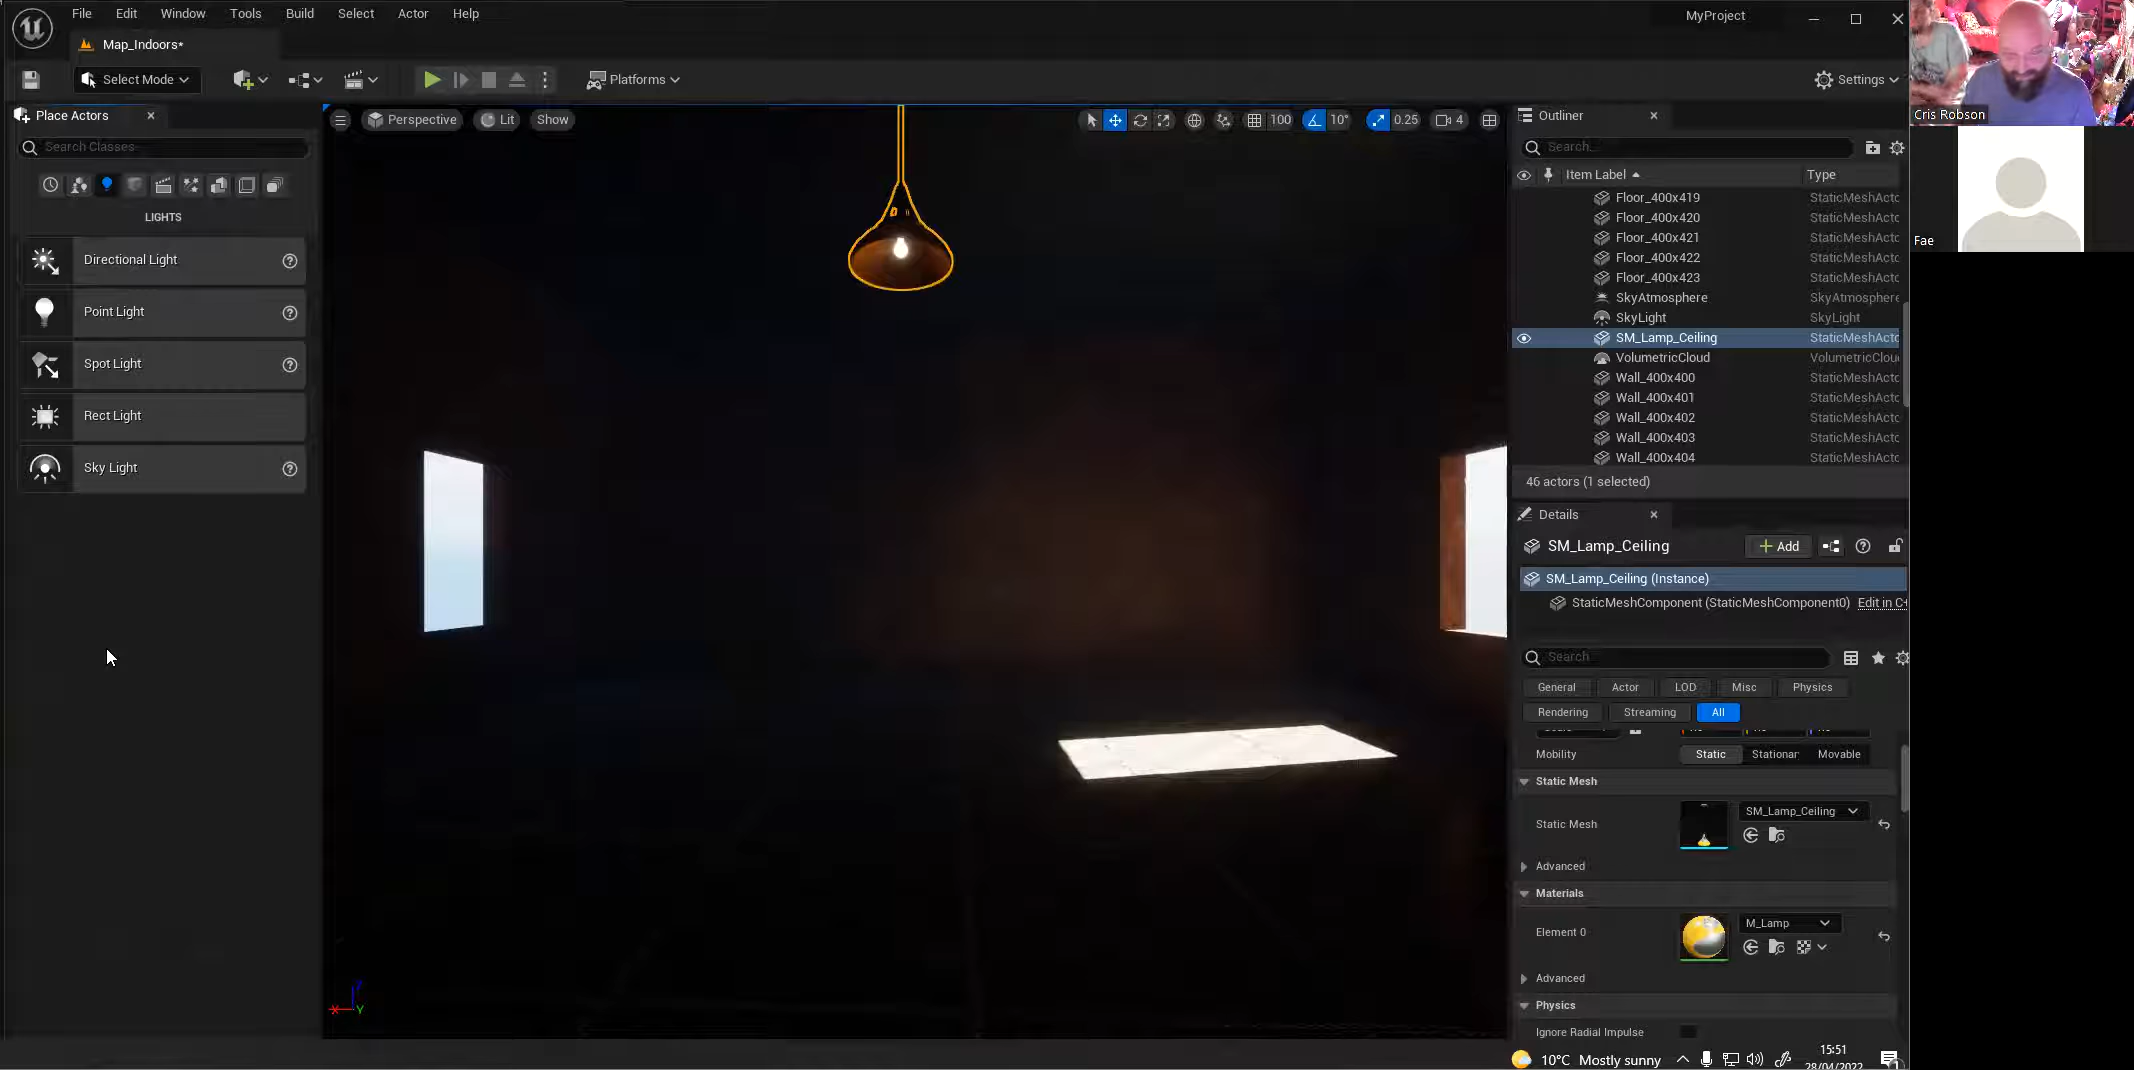 File Edit Window Tools Build Select Actor Help
MyProject
Map_Indoors*
Select Mode
Platforms
Settings
Place Actors
Search Classes
LIGHTS
Directional Light
Point Light
Spot Light
Rect Light
Sky Light
Perspective Lit Show
100 10° 0.25 4
Outliner
Search...
Item Label Type
Floor_400x419 StaticMeshActo
Floor_400x420 StaticMeshActo
Floor_400x421 StaticMeshActo
Floor_400x422 StaticMeshActo
Floor_400x423 StaticMeshActo
SkyAtmosphere SkyAtmosphere
SkyLight SkyLight
SM_Lamp_Ceiling StaticMeshActo
VolumetricCloud VolumetricClou
Wall_400x400 StaticMeshActo
Wall_400x401 StaticMeshActo
Wall_400x402 StaticMeshActo
Wall_400x403 StaticMeshActo
Wall_400x404 StaticMeshActo
46 actors (1 selected)
Details
SM_Lamp_Ceiling
Add
SM_Lamp_Ceiling (Instance)
StaticMeshComponent (StaticMeshComponent0) Edit in C+
Search
General Actor LOD Misc Physics
Rendering Streaming All
Mobility Static Stationar Movable
Static Mesh
Static Mesh SM_Lamp_Ceiling
Advanced
Materials
Element 0 M_Lamp
Advanced
Physics
Ignore Radial Impulse
X Y
10°C Mostly sunny
15:51
28/04/2022
Cris Robson
Fae